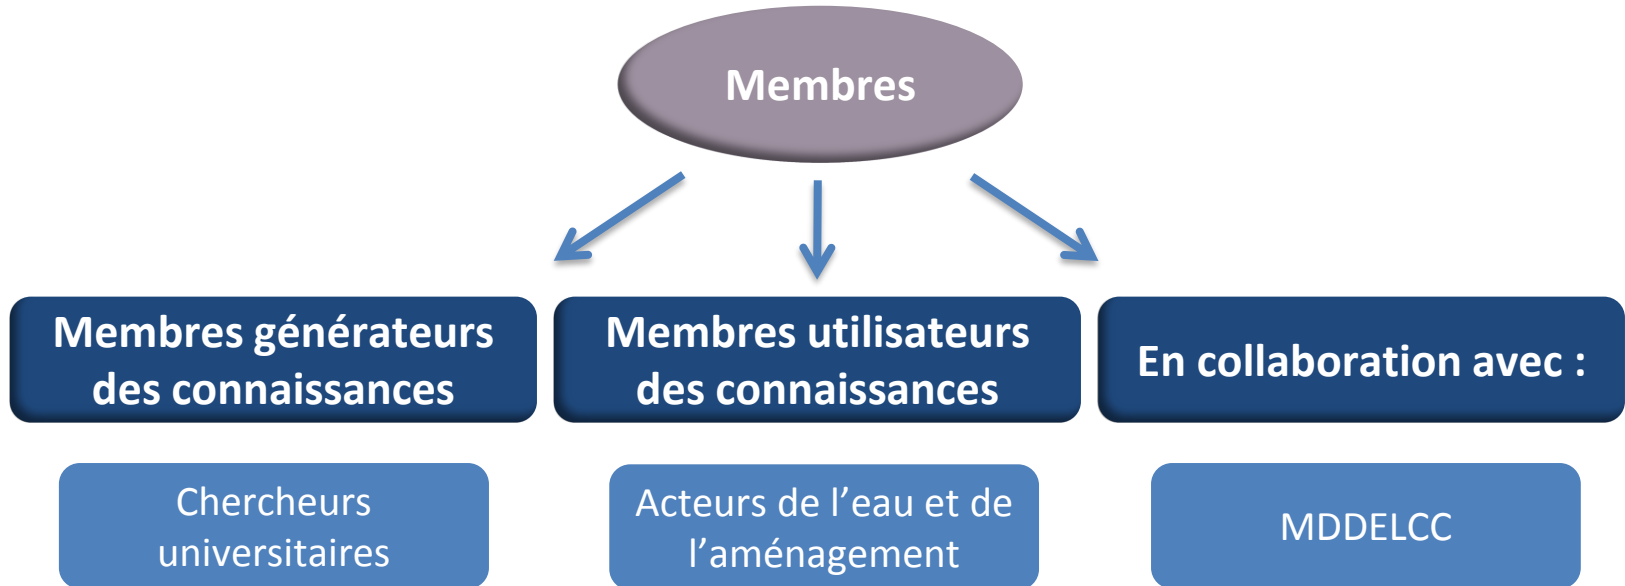 Membres
Membres générateurs
des connaissances
Membres utilisateurs
des connaissances
En collaboration avec :
Chercheurs
universitaires
Acteurs de l’eau et de
l’aménagement
MDDELCC